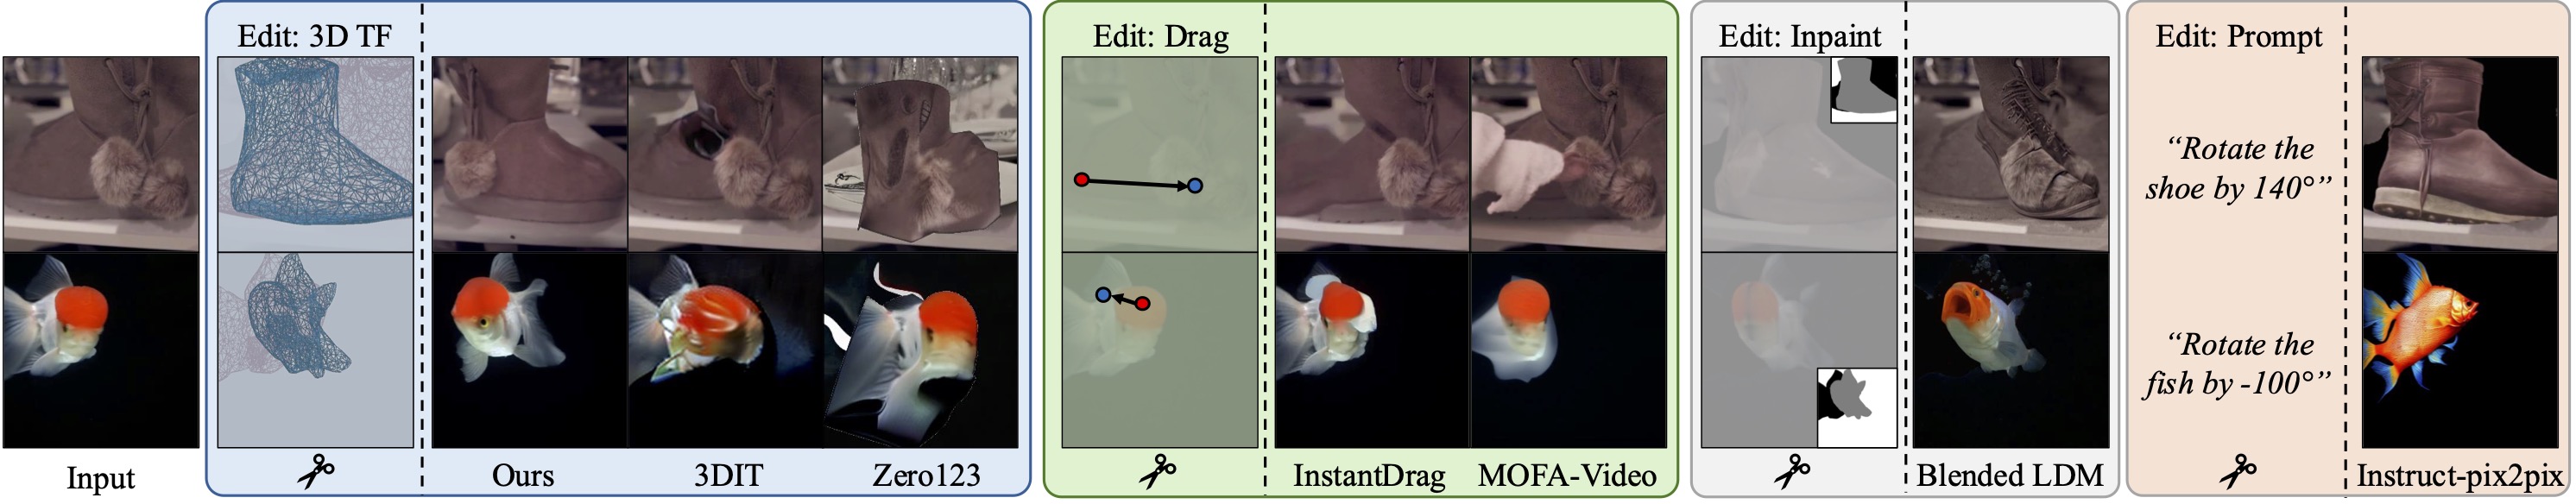 Edit: 3D TF
Edit: Drag
Edit: Inpaint
Edit: Prompt
“Rotate the
shoe by 140°”
“Rotate the
fish by -100°”
Input
Ours
3DIT
Zero123
InstantDrag
MOFA-Video
Blended LDM
Instruct-pix2pix